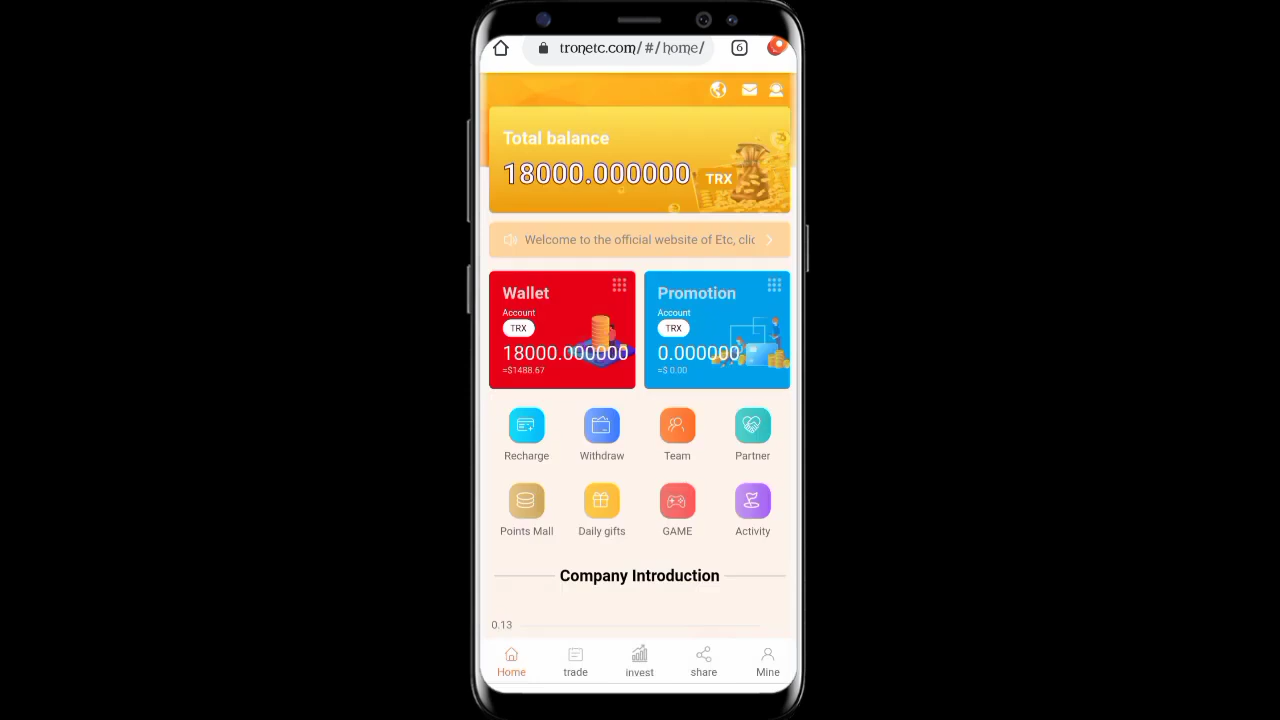 tronetc.com/#/home/
6
Total balance
18000.000000 TRX
Welcome to the official website of Etc, clic
Wallet
Account
TRX
18000.000000
≈$1488.67
Promotion
Account
TRX
0.000000
≈$ 0.00
Recharge Withdraw Team Partner
Points Mall Daily gifts GAME Activity
Company Introduction
0.13
Home trade invest share Mine